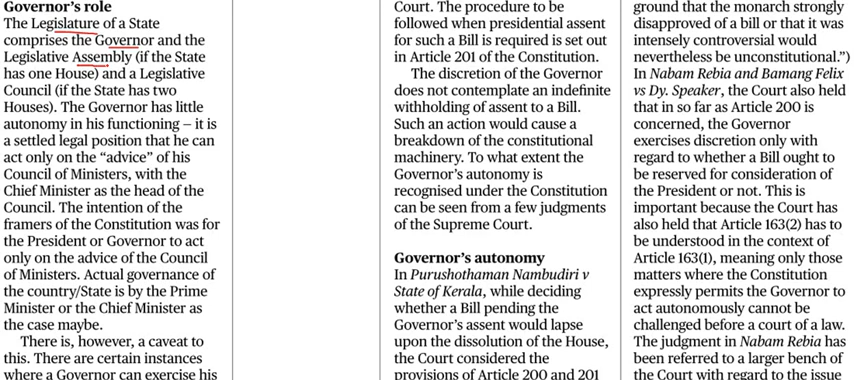 Governor's role
The Legislature of a State
comprises the Governor and the
Legislative Assembly (if the State
has one House) and a Legislative
Council (if the State has two
Houses). The Governor has little
autonomy in his functioning – it is
a settled legal position that he can
act only on the “advice” of his
Council of Ministers, with the
Chief Minister as the head of the
Council. The intention of the
framers of the Constitution was for
the President or Governor to act
only on the advice of the Council
of Ministers. Actual governance of
the country/State is by the Prime
Minister or the Chief Minister as
the case maybe.
There is, however, a caveat to
this. There are certain instances
where a Governor can exercise his
Court. The procedure to be
followed when presidential assent
for such a Bill is required is set out
in Article 201 of the Constitution.
The discretion of the Governor
does not contemplate an indefinite
withholding of assent to a Bill.
Such an action would cause a
breakdown of the constitutional
machinery. To what extent the
Governor's autonomy is
recognised under the Constitution
can be seen from a few judgments
of the Supreme Court.
Governor's autonomy
In Purushothaman Nambudiri v
State of Kerala, while deciding
whether a Bill pending the
Governor's assent would lapse
upon the dissolution of the House,
the Court considered the
provisions of Article 200 and 201
ground that the monarch strongly
disapproved of a bill or that it was
intensely controversial would
nevertheless be unconstitutional.”)
In Nabam Rebia and Bamang Felix
vs Dy. Speaker, the Court also held
that in so far as Article 200 is
concerned, the Governor
exercises discretion only with
regard to whether a Bill ought to
be reserved for consideration of
the President or not. This is
important because the Court has
also held that Article 163(2) has to
be understood in the context of
Article 163(1), meaning only those
matters where the Constitution
expressly permits the Governor to
act autonomously cannot be
challenged before a court of law.
The judgment in Nabam Rebia has
been referred to a larger bench of
the Court with regard to the issue